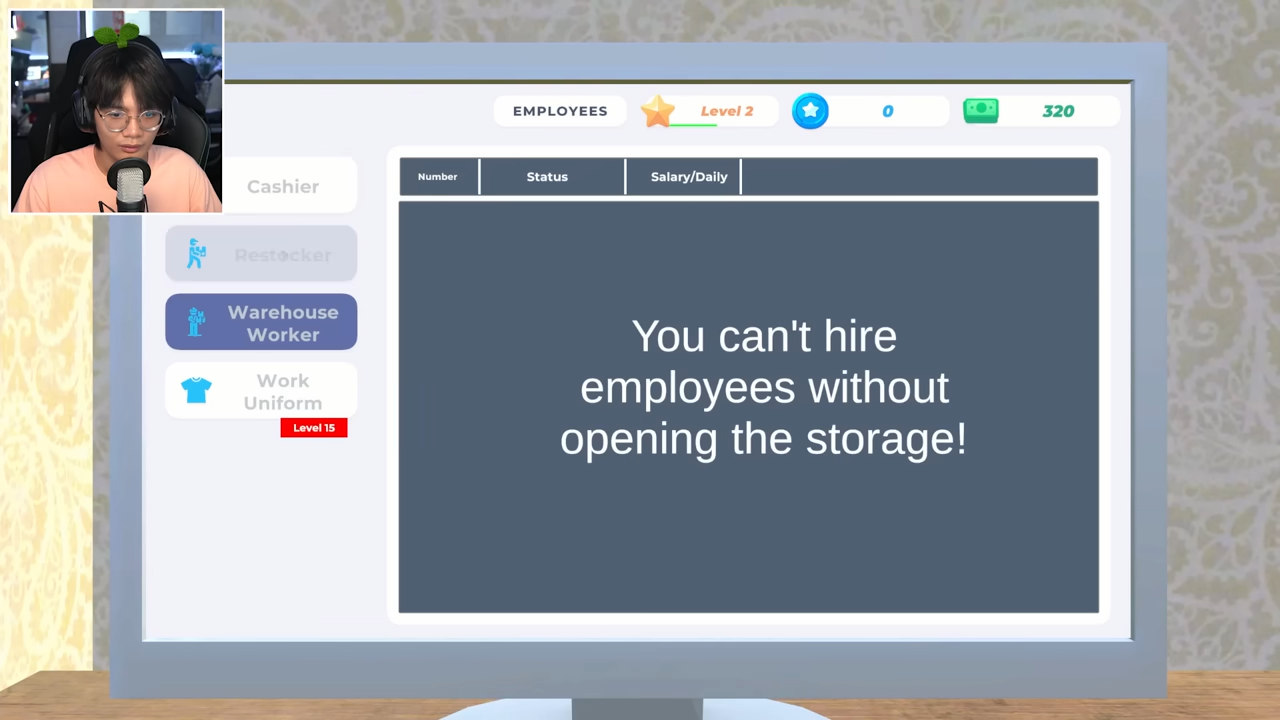 EMPLOYEES
Level 2
0
320
Cashier
Restocker
Warehouse
Worker
Work
Uniform
Level 15
Number
Status
Salary/Daily
You can't hire
employees without
opening the storage!